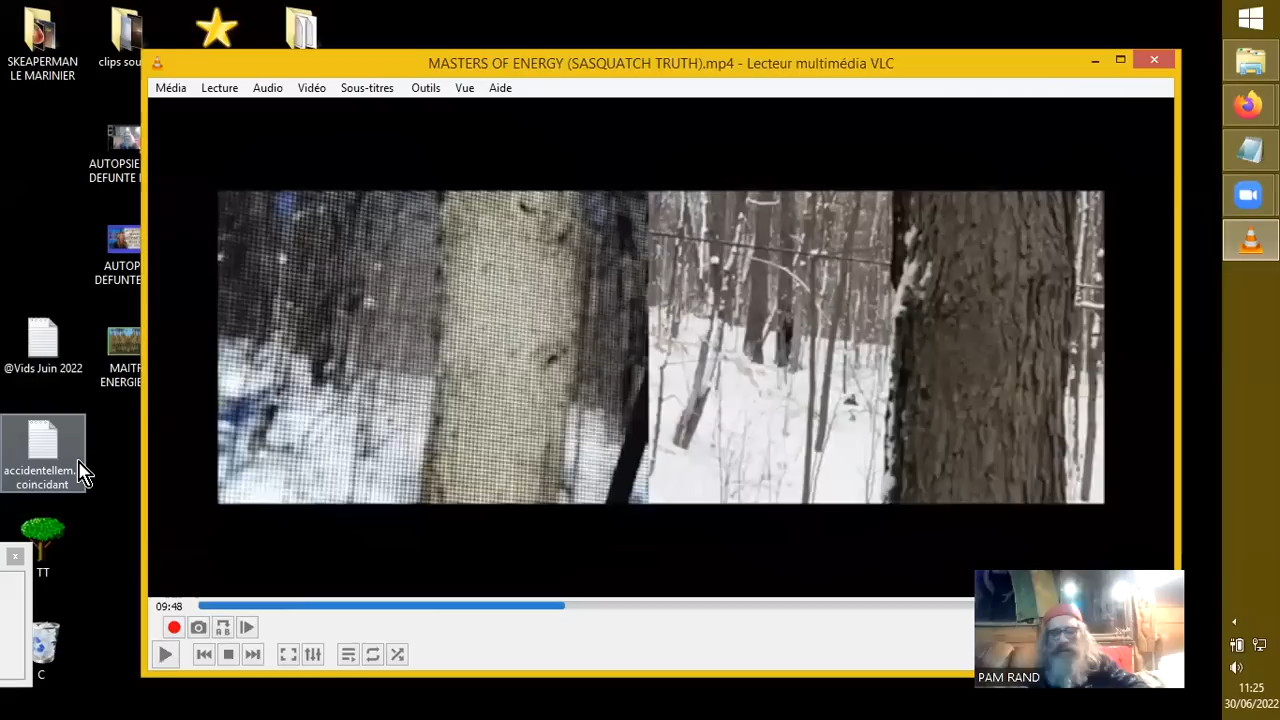 SKEAPERMAN
LE MARINIER
clips sou
MASTERS OF ENERGY (SASQUATCH TRUTH).mp4 - Lecteur multimédia VLC
Média Lecture Audio Vidéo Sous-titres Outils Vue Aide
AUTOPSIE
DEFUNTE
AUTOP
DEFUNTE
@Vids Juin 2022
MAIT
ENERGIE
accidentellem.
coincidant
TT
C
09:48
A B
PAM RAND
11:25
30/06/2022